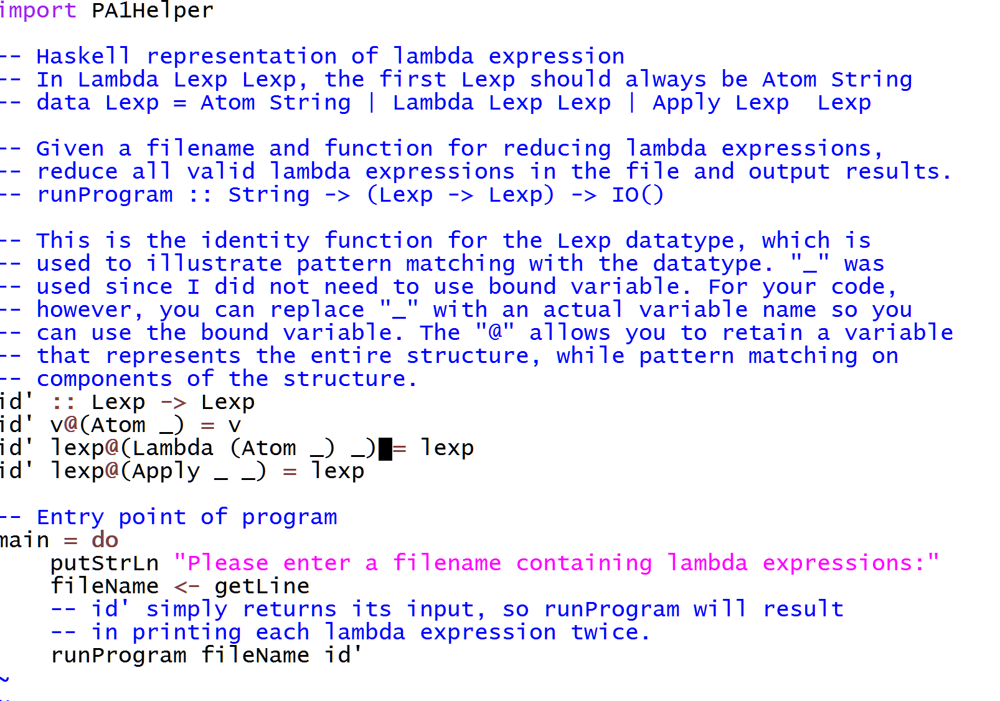 import PA1Helper
-- Haskell representation of lambda expression
-- In Lambda Lexp Lexp, the first Lexp should always be Atom String
-- data Lexp = Atom String | Lambda Lexp Lexp | Apply Lexp  Lexp
-- Given a filename and function for reducing lambda expressions,
-- reduce all valid lambda expressions in the file and output results.
-- runProgram :: String -> (Lexp -> Lexp) -> IO()
-- This is the identity function for the Lexp datatype, which is
-- used to illustrate pattern matching with the datatype. "_" was
-- used since I did not need to use bound variable. For your code,
-- however, you can replace "_" with an actual variable name so you
-- can use the bound variable. The "@" allows you to retain a variable
-- that represents the entire structure, while pattern matching on
-- components of the structure.
id' :: Lexp -> Lexp
id' v@(Atom _) = v
id' lexp@(Lambda (Atom _) _) = lexp
id' lexp@(Apply _ _) = lexp
-- Entry point of program
main = do
    putStrLn "Please enter a filename containing lambda expressions:"
    fileName <- getLine
    -- id' simply returns its input, so runProgram will result
    -- in printing each lambda expression twice.
    runProgram fileName id'
~